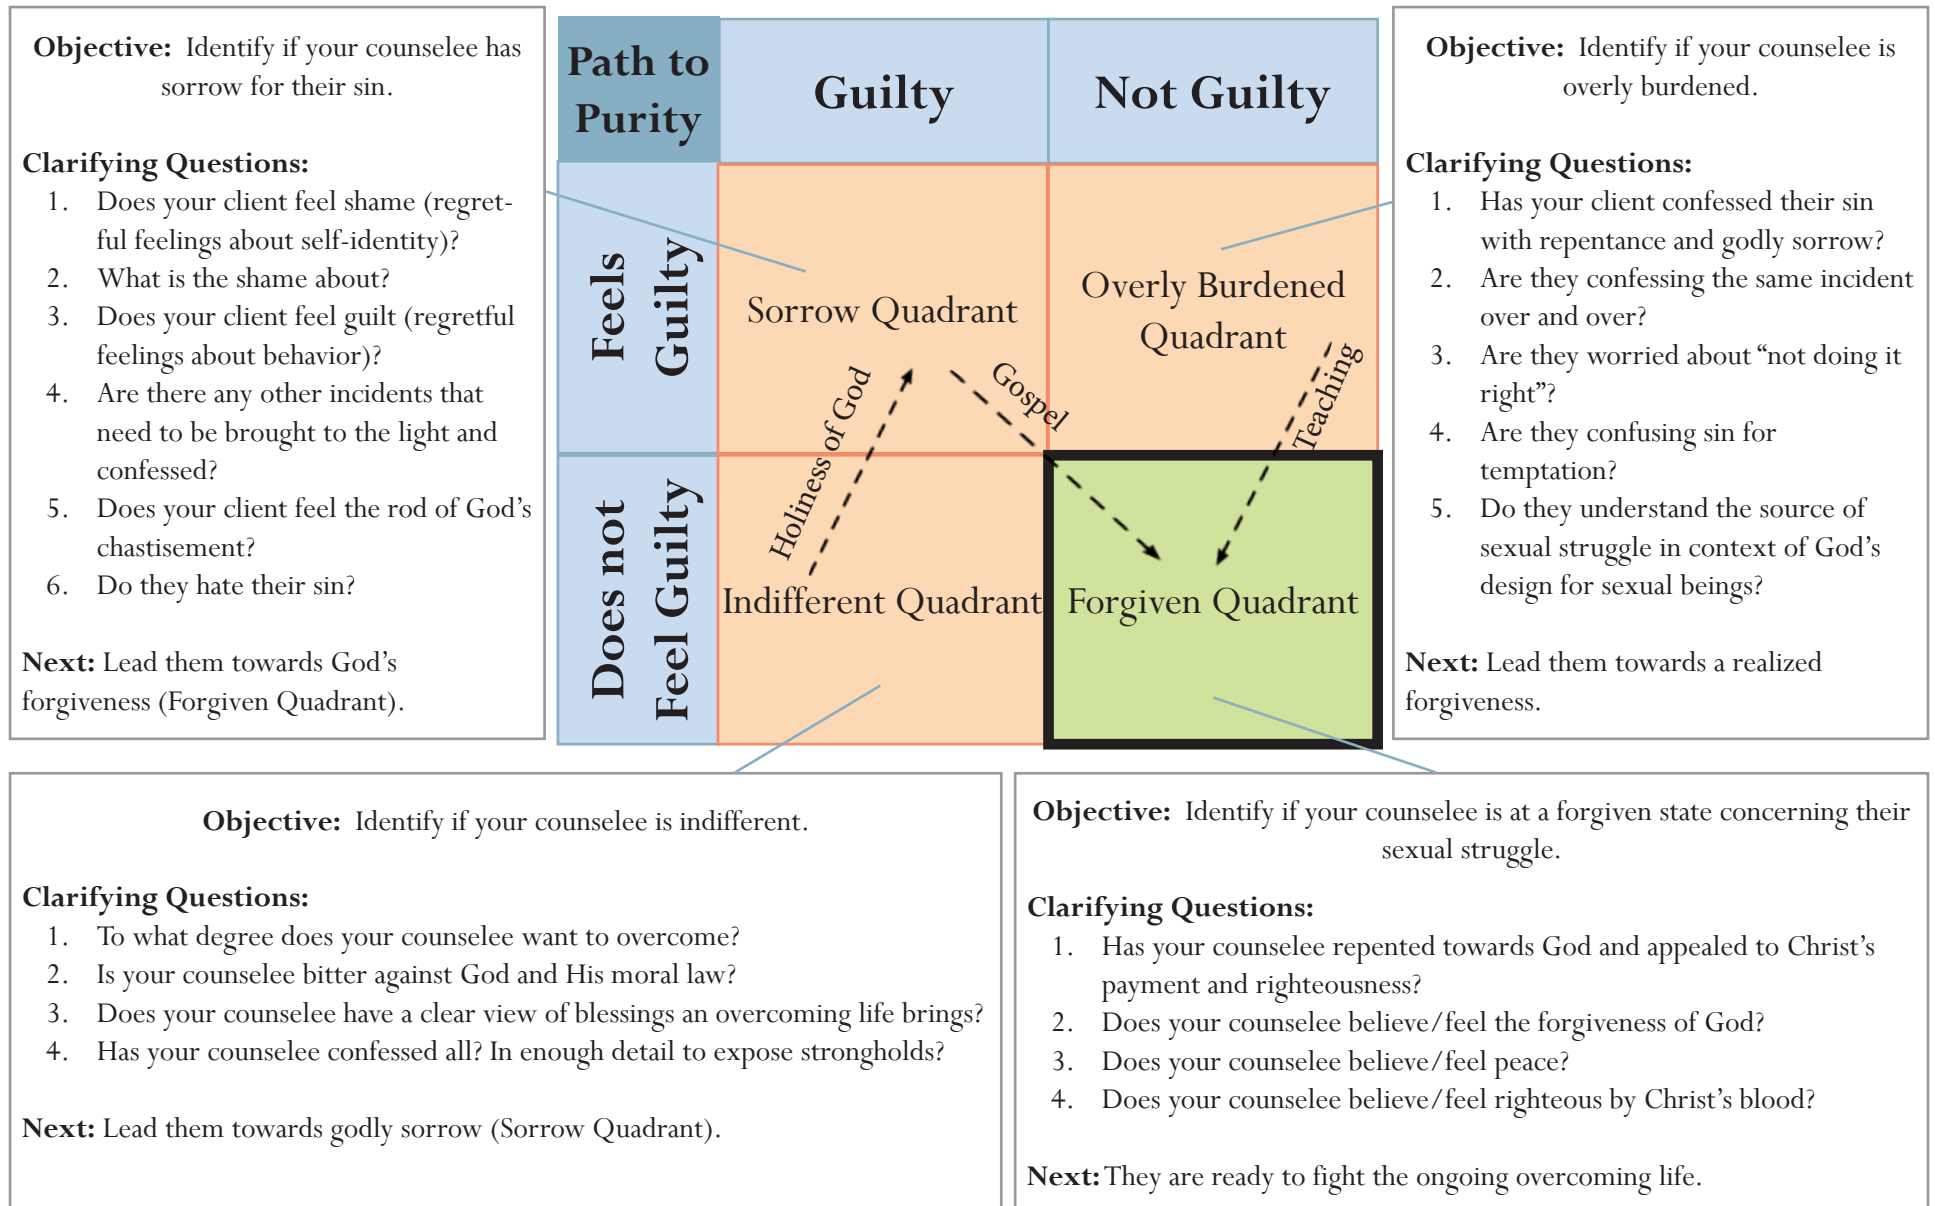 Objective: Identify if your counselee has
sorrow for their sin.
Clarifying Questions:
1. Does your client feel shame (regret-
ful feelings about self-identity)?
2. What is the shame about?
3. Does your client feel guilt (regretful
feelings about behavior)?
4. Are there any other incidents that
need to be brought to the light and
confessed?
5. Does your client feel the rod of God’s
chastisement?
6. Do they hate their sin?
Next: Lead them towards God’s
forgiveness (Forgiven Quadrant).
Path to
Purity
Guilty
Not Guilty
Feels
Guilty
Sorrow Quadrant
Overly Burdened
Quadrant
Holiness of God
Gospel
Teaching
Does not
Feel Guilty
Indifferent Quadrant
Forgiven Quadrant
Objective: Identify if your counselee is
overly burdened.
Clarifying Questions:
1. Has your client confessed their sin
with repentance and godly sorrow?
2. Are they confessing the same incident
over and over?
3. Are they worried about “not doing it
right”?
4. Are they confusing sin for
temptation?
5. Do they understand the source of
sexual struggle in context of God’s
design for sexual beings?
Next: Lead them towards a realized
forgiveness.
Objective: Identify if your counselee is indifferent.
Clarifying Questions:
1. To what degree does your counselee want to overcome?
2. Is your counselee bitter against God and His moral law?
3. Does your counselee have a clear view of blessings an overcoming life brings?
4. Has your counselee confessed all? In enough detail to expose strongholds?
Next: Lead them towards godly sorrow (Sorrow Quadrant).
Objective: Identify if your counselee is at a forgiven state concerning their
sexual struggle.
Clarifying Questions:
1. Has your counselee repented towards God and appealed to Christ’s
payment and righteousness?
2. Does your counselee believe/feel the forgiveness of God?
3. Does your counselee believe/feel peace?
4. Does your counselee believe/feel righteous by Christ’s blood?
Next: They are ready to fight the ongoing overcoming life.